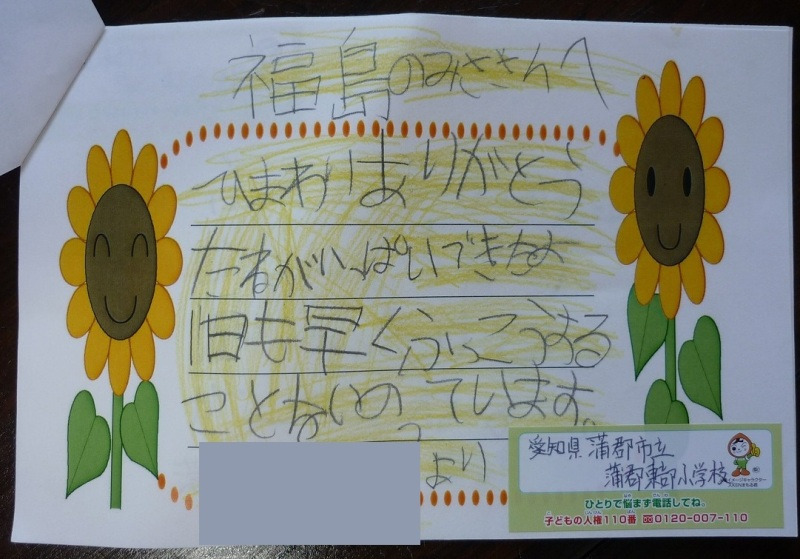 福島のみなさんへ
ひまわりありがとう
たねがいっぱいできたよ
1日も早くふっこうする
ことをいのっています。
より
愛知県蒲郡市立
蒲郡東部小学校
ひとりで悩まず電話してね。
子どもの人権110番 0120-007-110